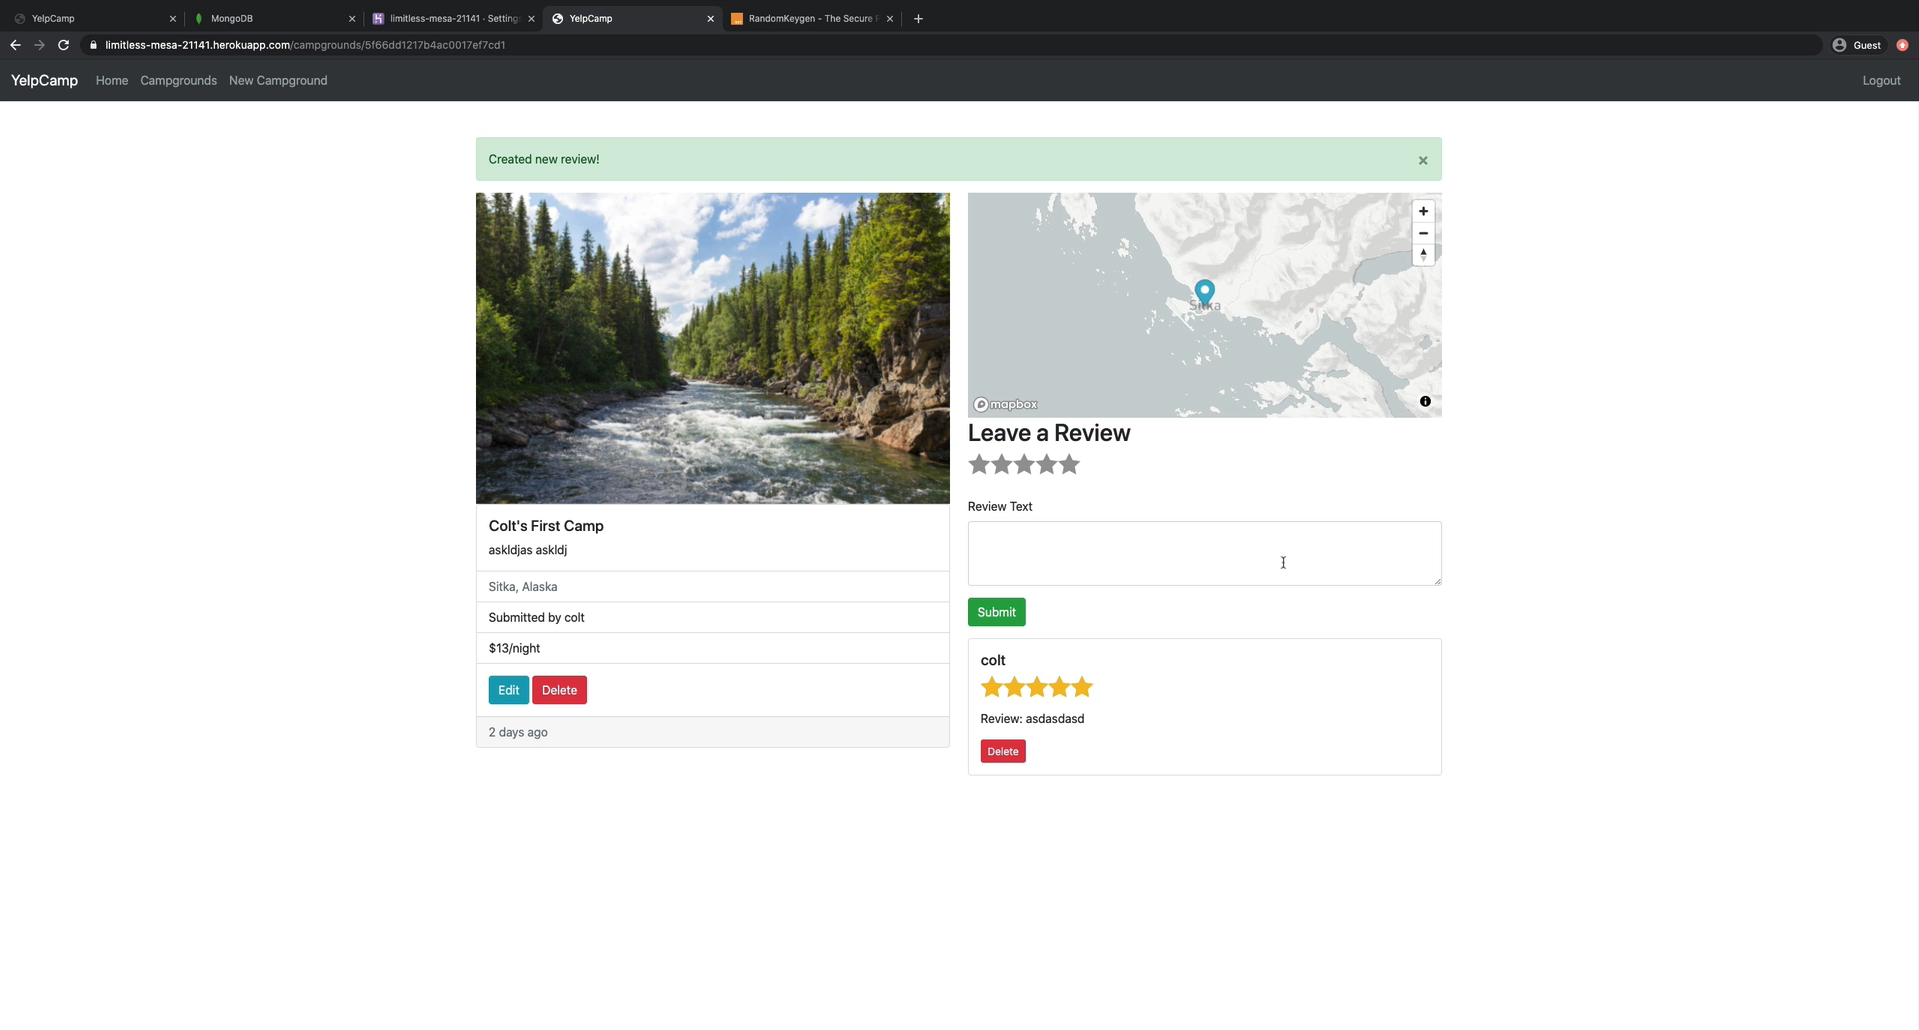 YelpCamp
MongoDB
limitless-mesa-21141 · Setting
YelpCamp
RandomKeygen - The Secure
limitless-mesa-21141.herokuapp.com/campgrounds/5f66dd1217b4ac0017ef7cd1
Guest
YelpCamp Home Campgrounds New Campground Logout
Created new review!
Sitka
mapbox
Colt's First Camp
askldjas askldj
Sitka, Alaska
Submitted by colt
$13/night
Edit Delete
2 days ago
Leave a Review
Review Text
Submit
colt
Review: asdasdasd
Delete